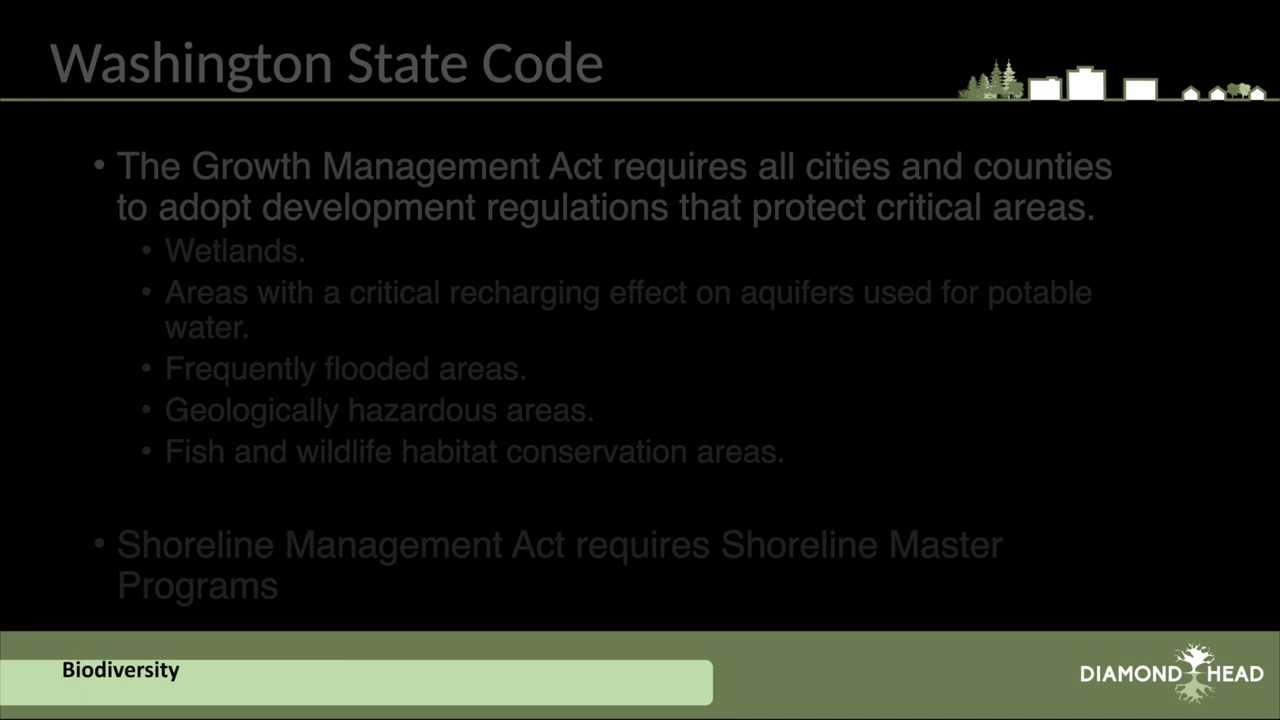 Washington State Code
• The Growth Management Act requires all cities and counties
to adopt development regulations that protect critical areas.
• Wetlands.
• Areas with a critical recharging effect on aquifers used for potable
water.
• Frequently flooded areas.
• Geologically hazardous areas.
• Fish and wildlife habitat conservation areas.
• Shoreline Management Act requires Shoreline Master
Programs
Biodiversity
DIAMOND HEAD